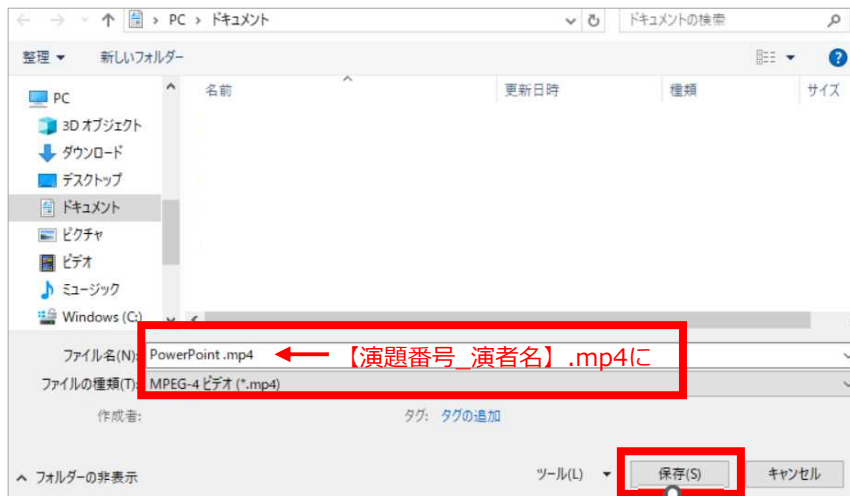 PC › ドキュメント
ドキュメントの検索
整理
新しいフォルダー
名前 更新日時 種類 サイズ
PC
3D オブジェクト
ダウンロード
デスクトップ
ドキュメント
ピクチャ
ビデオ
ミュージック
Windows (C:)
ファイル名(N): PowerPoint .mp4
【演題番号_演者名】.mp4に
ファイルの種類(T): MPEG-4 ビデオ (*.mp4)
作成者:
タグ: タグの追加
フォルダーの非表示
ツール(L)
保存(S)
キャンセル